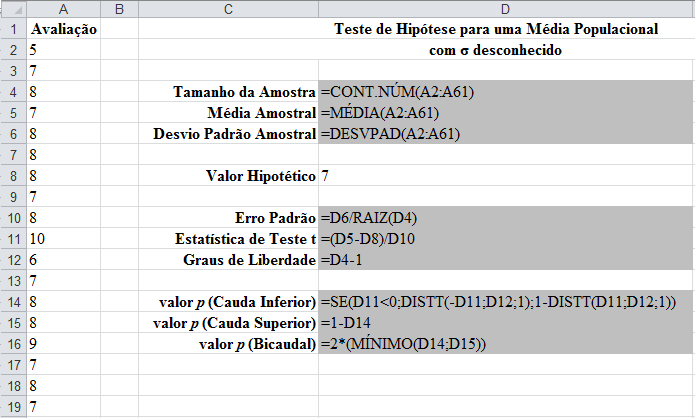 A B C D
1 Avaliação Teste de Hipótese para uma Média Populacional
2 5 com σ desconhecido
3 7
4 8 Tamanho da Amostra =CONT.NÚM(A2:A61)
5 7 Média Amostral =MÉDIA(A2:A61)
6 8 Desvio Padrão Amostral =DESVPAD(A2:A61)
7 8
8 8 Valor Hipotético 7
9 7
10 8 Erro Padrão =D6/RAIZ(D4)
11 10 Estatística de Teste t =(D5-D8)/D10
12 6 Graus de Liberdade =D4-1
13 7
14 8 valor p (Cauda Inferior) =SE(D11<0;DISTT(-D11;D12;1);1-DISTT(D11;D12;1))
15 8 valor p (Cauda Superior) =1-D14
16 9 valor p (Bicaudal) =2*(MÍNIMO(D14;D15))
17 7
18 8
19 7